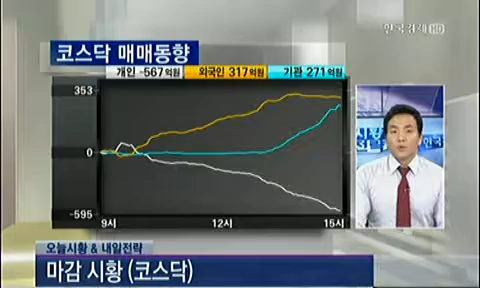 한국경제 HD
코스닥 매매동향
개인 -567억원 외국인 317억원 기관 271억원
353
0
-595
9시 12시 15시
오늘시황 & 내일전략
마감 시황 (코스닥)